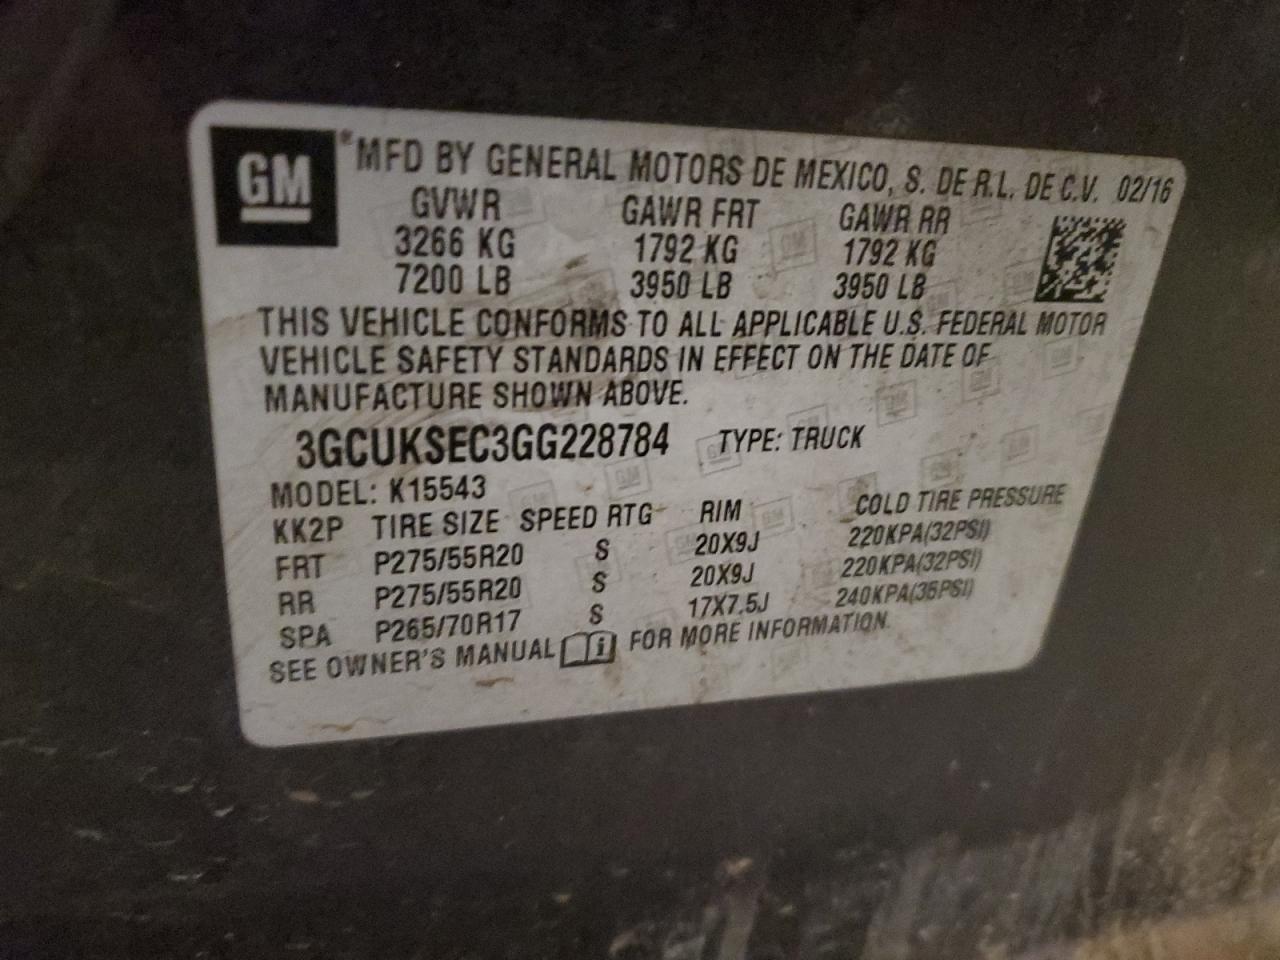 GM *MFD BY GENERAL MOTORS DE MEXICO, S. DE R.L. DE C.V. 02/16
GVWR GAWR FRT GAWR RR
3266 KG 1792 KG 1792 KG
7200 LB 3950 LB 3950 LB
THIS VEHICLE CONFORMS TO ALL APPLICABLE U.S. FEDERAL MOTOR
VEHICLE SAFETY STANDARDS IN EFFECT ON THE DATE OF
MANUFACTURE SHOWN ABOVE.
3GCUKSEC3GG228784 TYPE: TRUCK
MODEL: K15543
KK2P TIRE SIZE SPEED RTG RIM COLD TIRE PRESSURE
FRT P275/55R20 S 20X9J 220KPA(32PSI)
RR P275/55R20 S 20X9J 220KPA(32PSI)
SPA P265/70R17 S 17X7.5J 240KPA(35PSI)
SEE OWNER'S MANUAL FOR MORE INFORMATION.